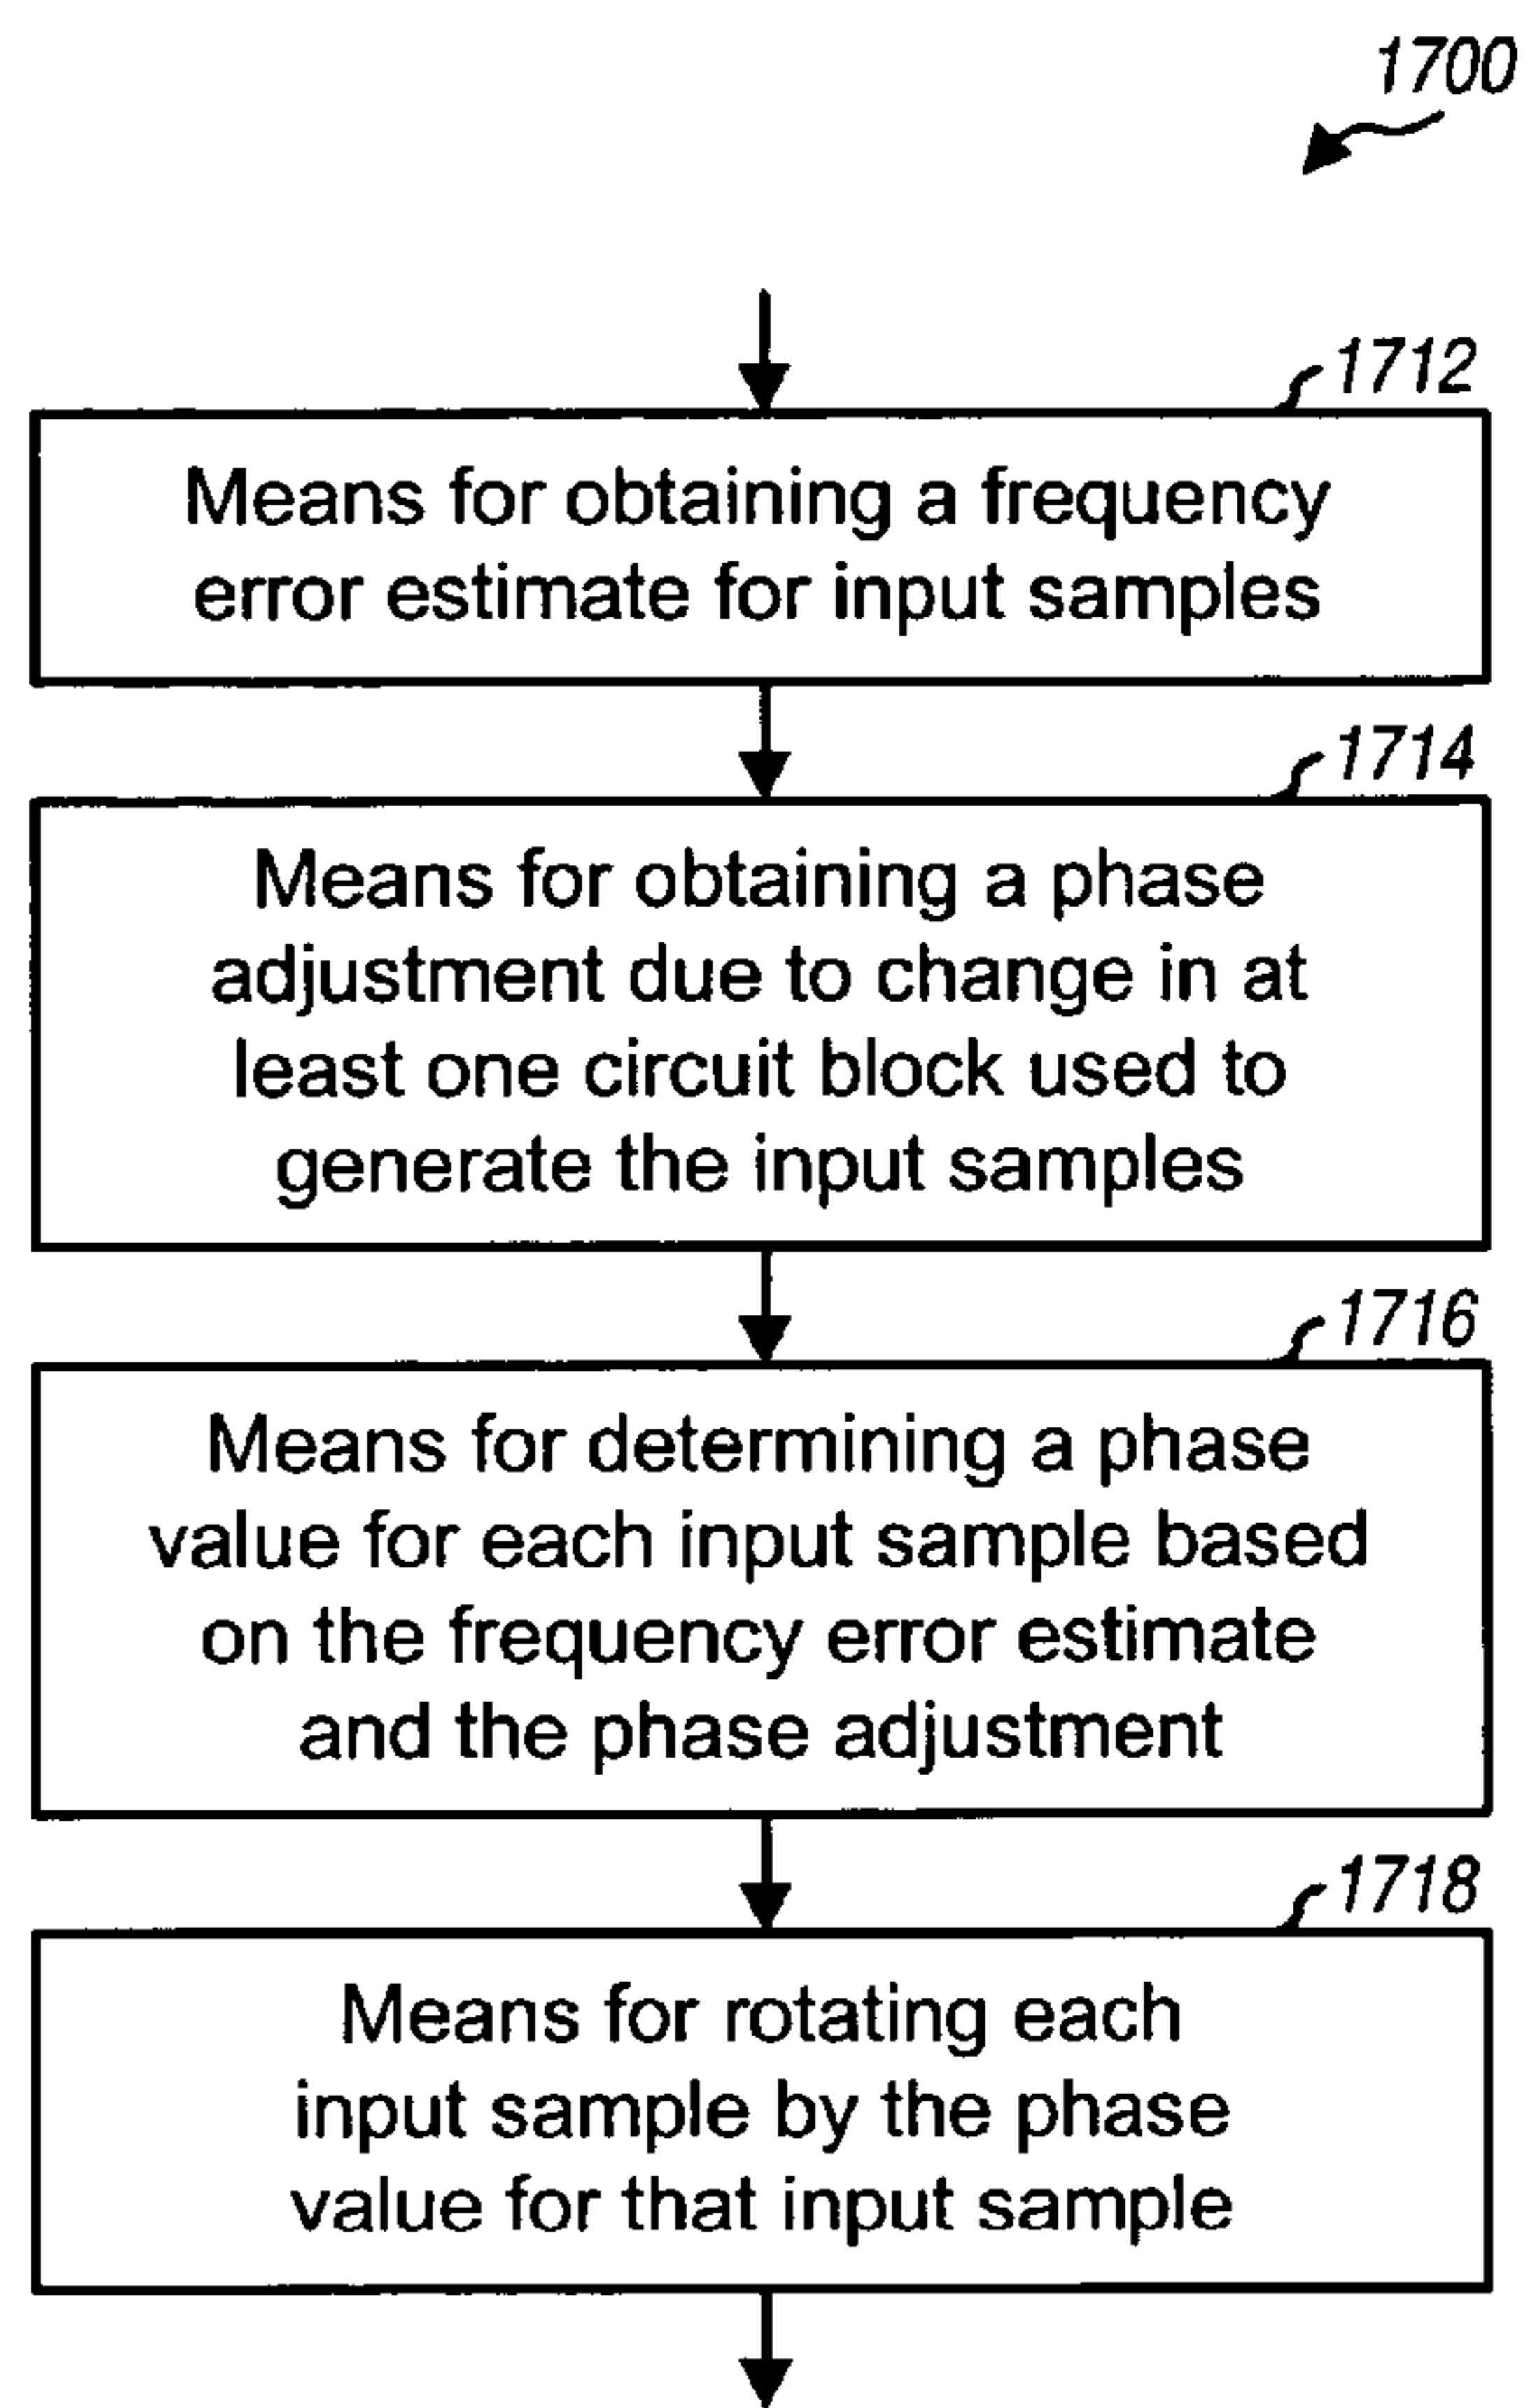 1700
1712
Means for obtaining a frequency
error estimate for input samples
1714
Means for obtaining a phase
adjustment due to change in at
least one circuit block used to
generate the input samples
1716
Means for determining a phase
value for each input sample based
on the frequency error estimate
and the phase adjustment
1718
Means for rotating each
input sample by the phase
value for that input sample